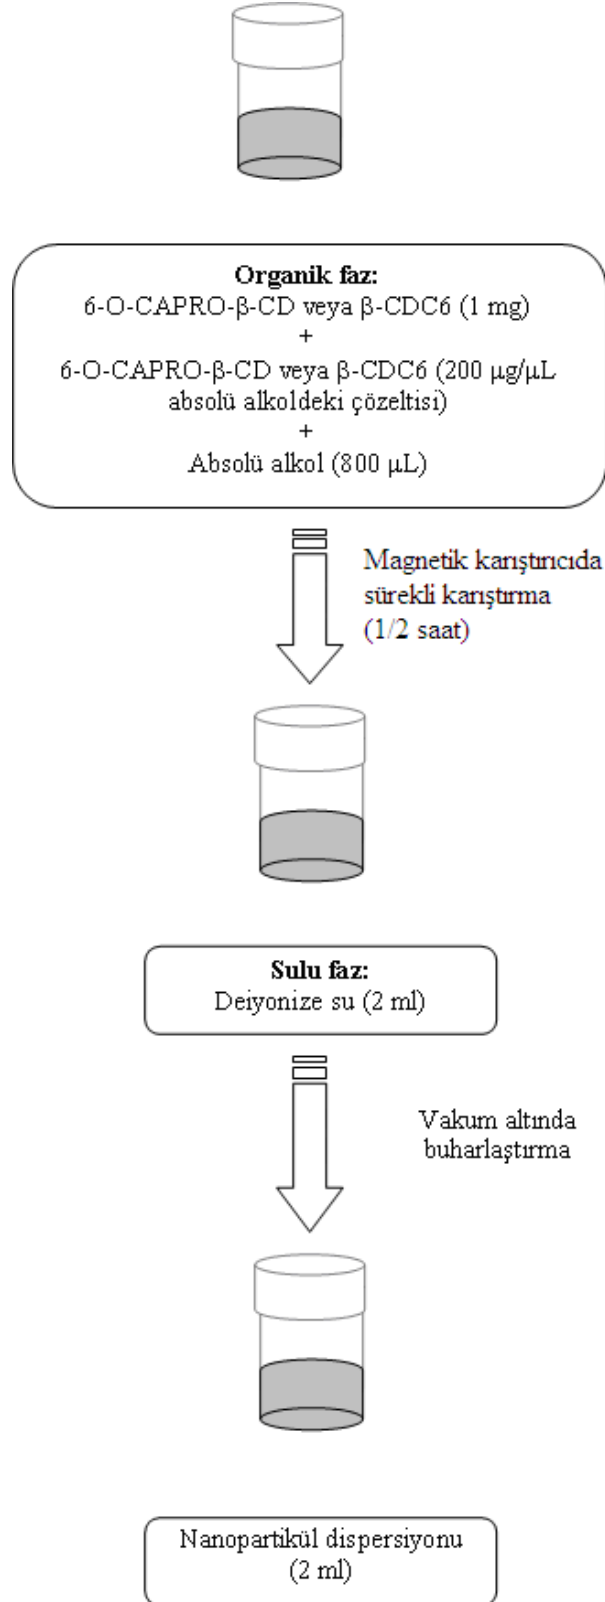 Organik faz:
6-O-CAPRO-β-CD veya β-CDC6 (1 mg)
+
6-O-CAPRO-β-CD veya β-CDC6 (200 µg/µL
absolü alkoldeki çözeltisi)
+
Absolü alkol (800 µL)
Magnetik karıştırıcıda
sürekli karıştırma
(1/2 saat)
Sulu faz:
Deiyonize su (2 ml)
Vakum altında
buharlaştırma
Nanopartikül dispersiyonu
(2 ml)